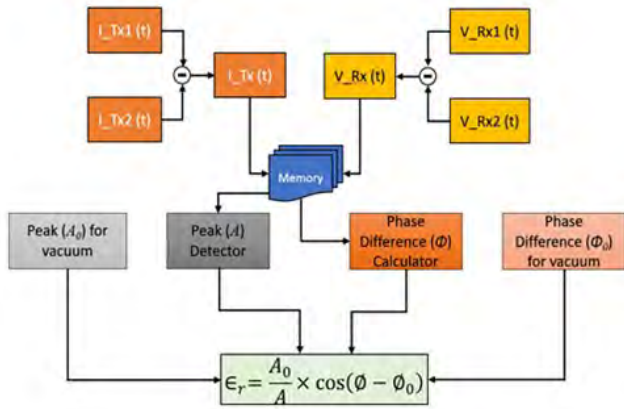 I_Tx1 (t)
V_Rx1 (t)
I_Tx (t)
V_Rx (t)
I_Tx2 (t)
V_Rx2 (t)
Memory
Peak (A₀) for
vacuum
Peak (A)
Detector
Phase
Difference (Φ)
Calculator
Phase
Difference (Φ₀)
for vacuum
∈ᵣ = A₀/A × cos(∅ − ∅₀)